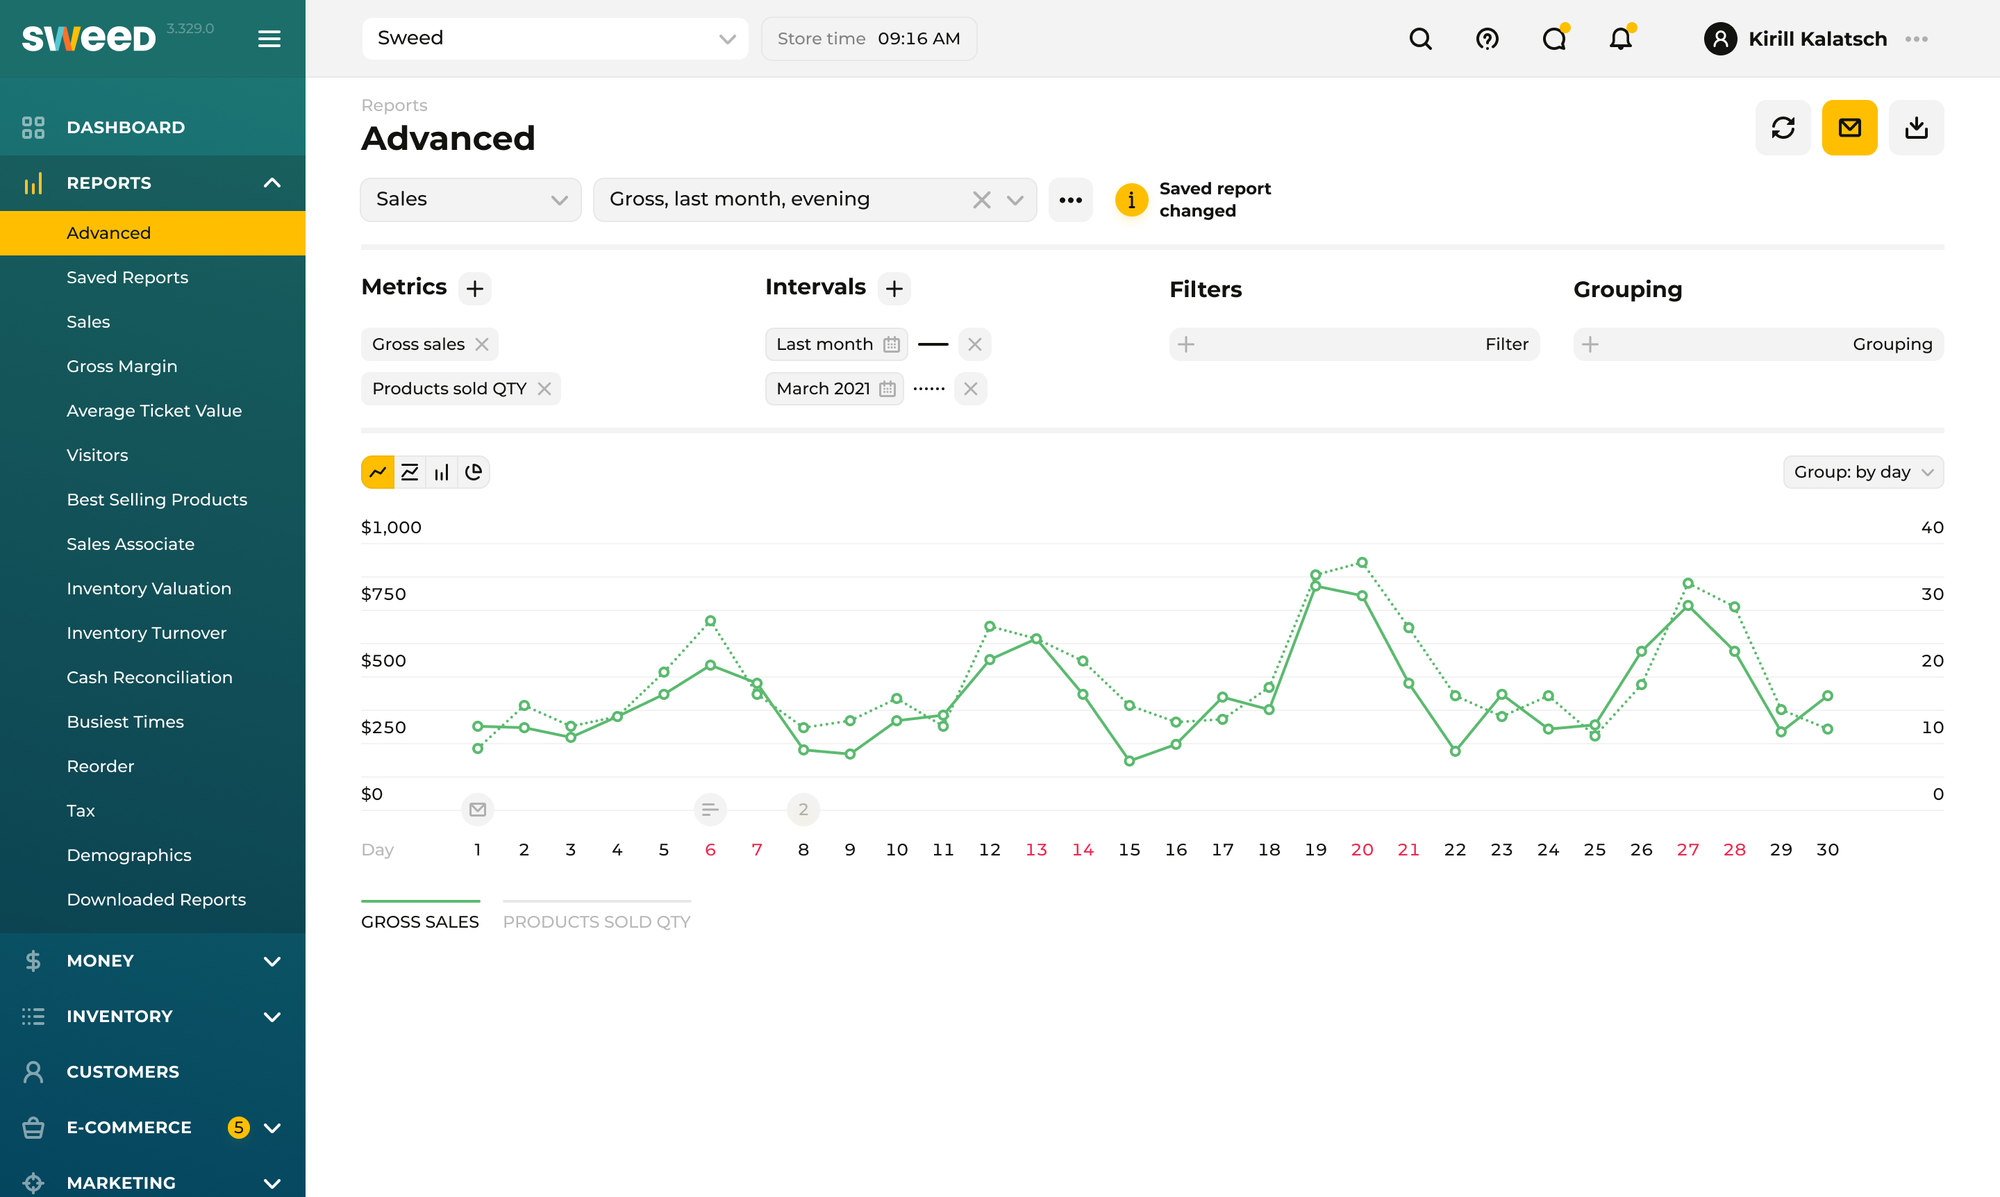 SWEED 3.329.0
Sweed
Store time 09:16 AM
Kirill Kalatsch
DASHBOARD
REPORTS
Advanced
Saved Reports
Sales
Gross Margin
Average Ticket Value
Visitors
Best Selling Products
Sales Associate
Inventory Valuation
Inventory Turnover
Cash Reconciliation
Busiest Times
Reorder
Tax
Demographics
Downloaded Reports
MONEY
INVENTORY
CUSTOMERS
E-COMMERCE 5
MARKETING
Reports
Advanced
Sales
Gross, last month, evening
Saved report
changed
Metrics
Gross sales
Products sold QTY
Intervals
Last month
March 2021
Filters
Filter
Grouping
Grouping
Group: by day
$1,000 40
$750 30
$500 20
$250 10
$0 0
2
Day 1 2 3 4 5 6 7 8 9 10 11 12 13 14 15 16 17 18 19 20 21 22 23 24 25 26 27 28 29 30
GROSS SALES PRODUCTS SOLD QTY